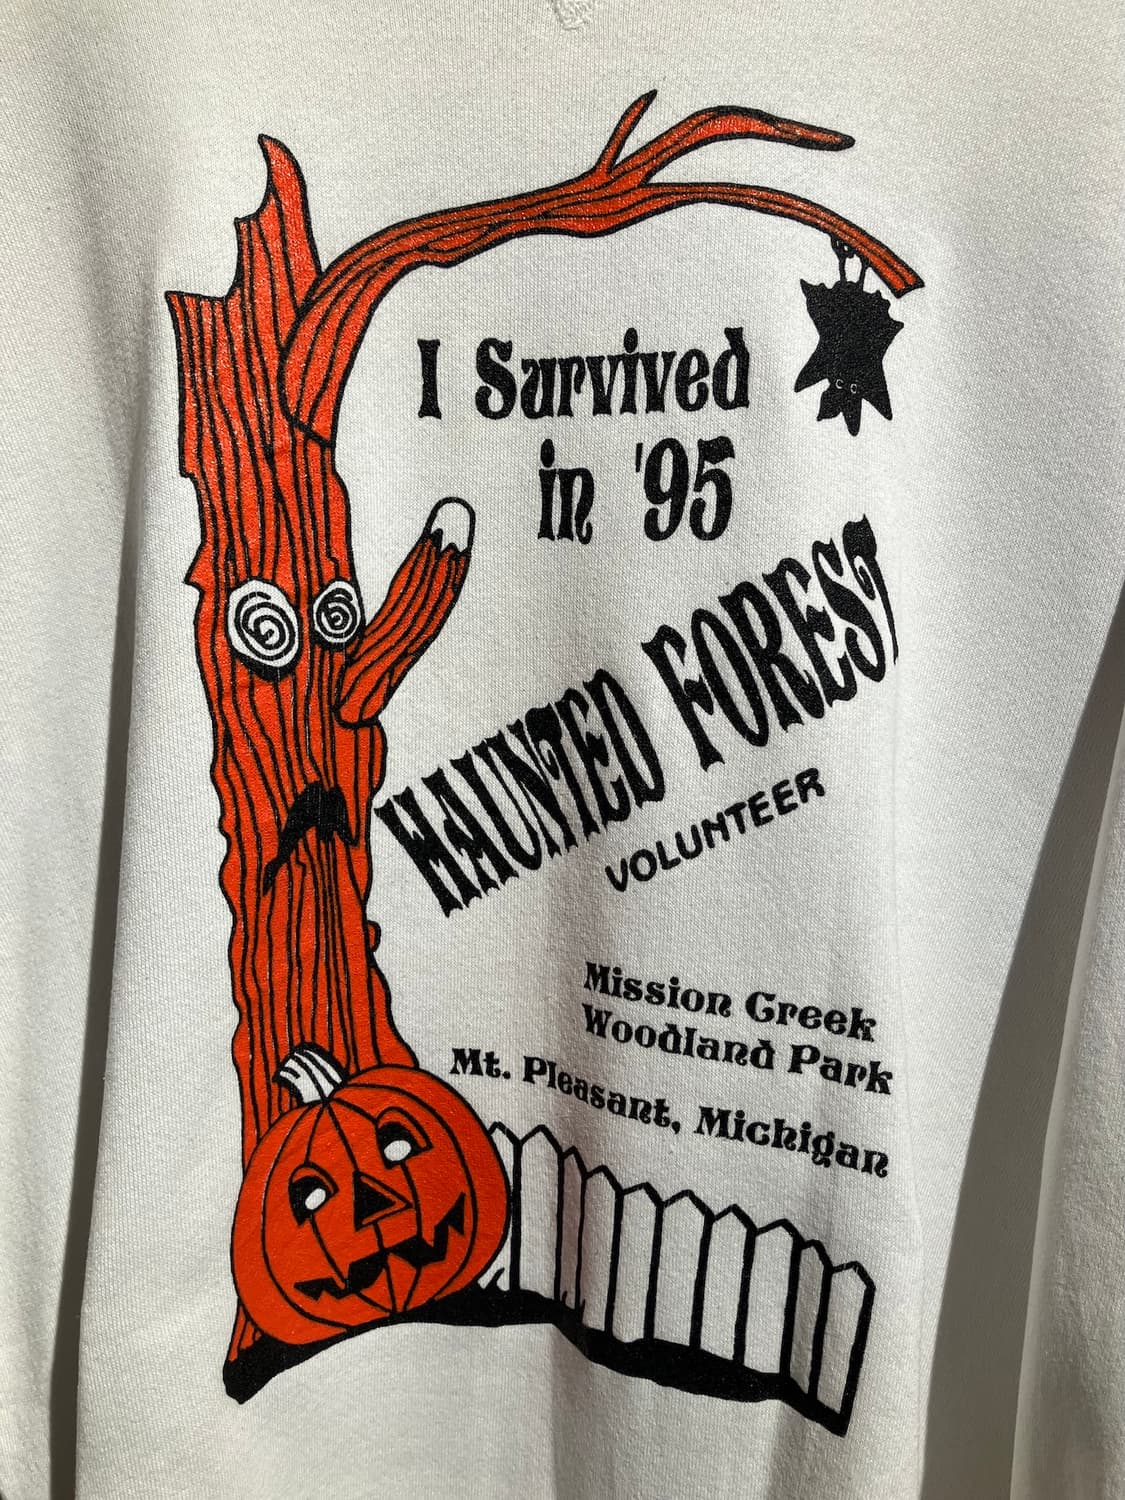 I Survived
in '95
HAUNTED FOREST
VOLUNTEER
Mission Creek
Woodland Park
Mt. Pleasant, Michigan